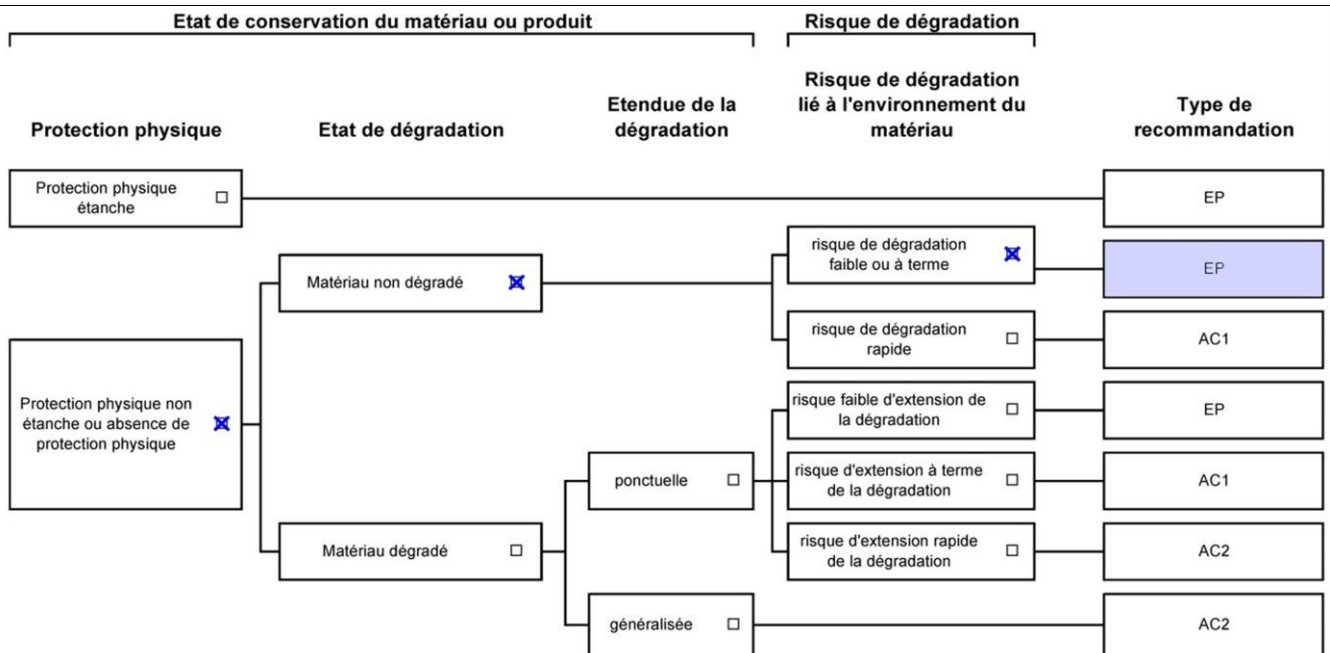 Etat de conservation du matériau ou produit
Risque de dégradation
Protection physique
Etat de dégradation
Etendue de la
dégradation
Risque de dégradation
lié à l'environnement du
matériau
Type de
recommandation
Protection physique
étanche
EP
risque de dégradation
faible ou à terme
EP
Matériau non dégradé
risque de dégradation
rapide
AC1
Protection physique non
étanche ou absence de
protection physique
risque faible d'extension de
la dégradation
EP
ponctuelle
risque d'extension à terme
de la dégradation
AC1
Matériau dégradé
risque d'extension rapide
de la dégradation
AC2
généralisée
AC2